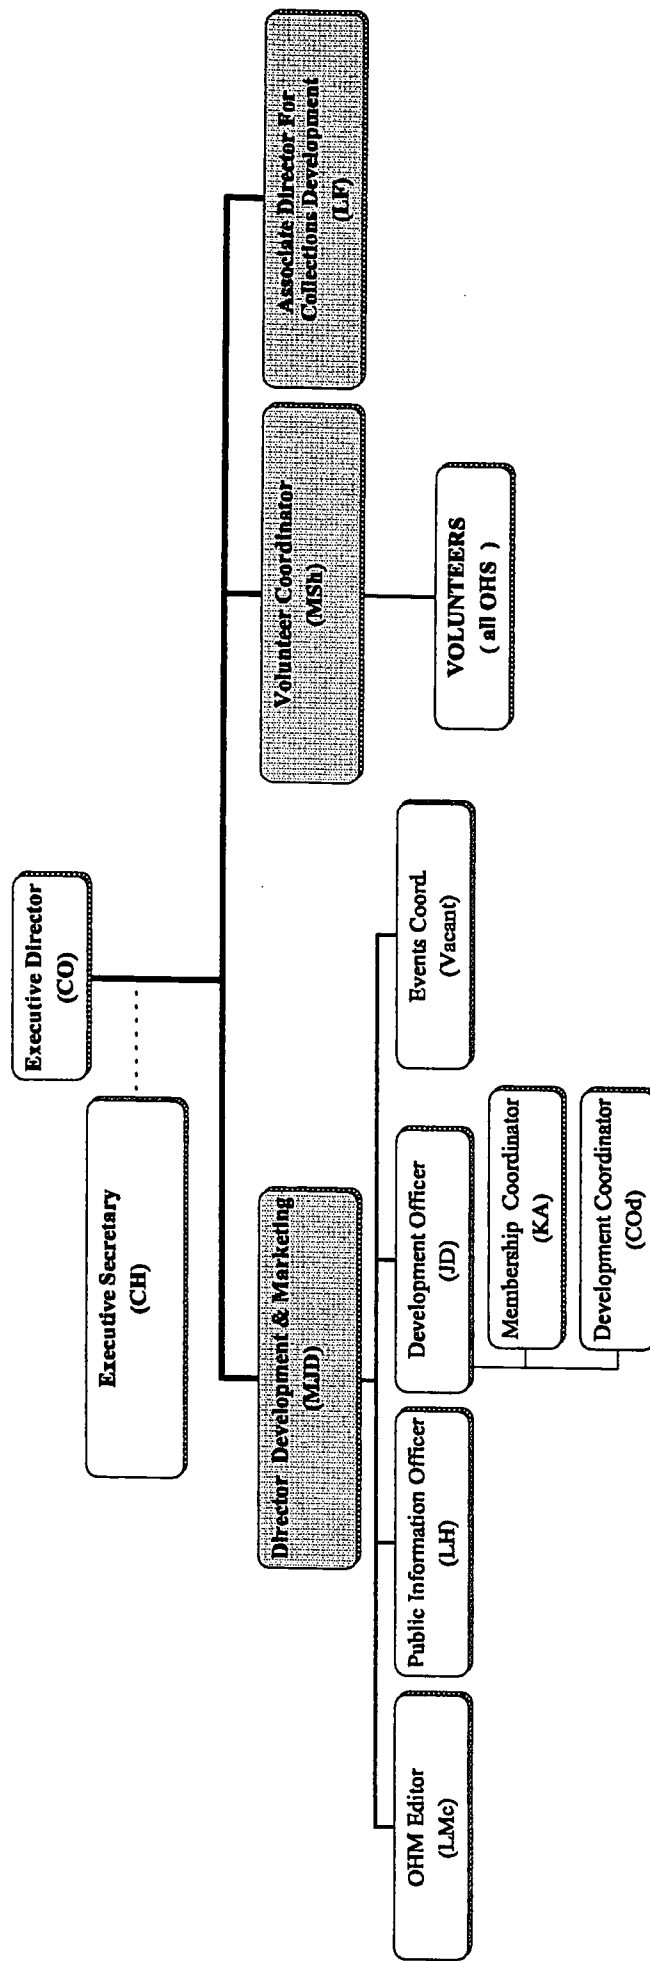 Executive Director
(CO)
Executive Secretary
(CH)
Director Development & Marketing
(MJD)
Volunteer Coordinator
(MSh)
Associate Director For
Collections Development
(LF)
OHM Editor
(LMc)
Public Information Officer
(LH)
Development Officer
(JD)
Events Coord.
(Vacant)
VOLUNTEERS
( all OHS )
Membership Coordinator
(KA)
Development Coordinator
(COd)